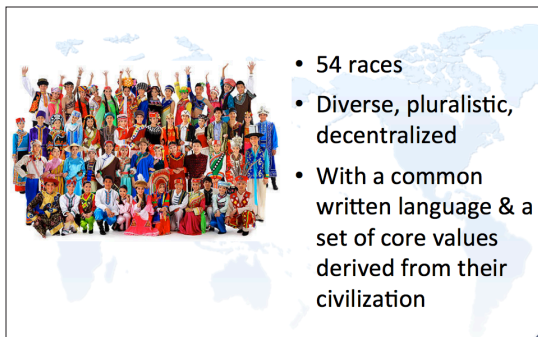 • 54 races
• Diverse, pluralistic,
decentralized
• With a common
written language & a
set of core values
derived from their
civilization